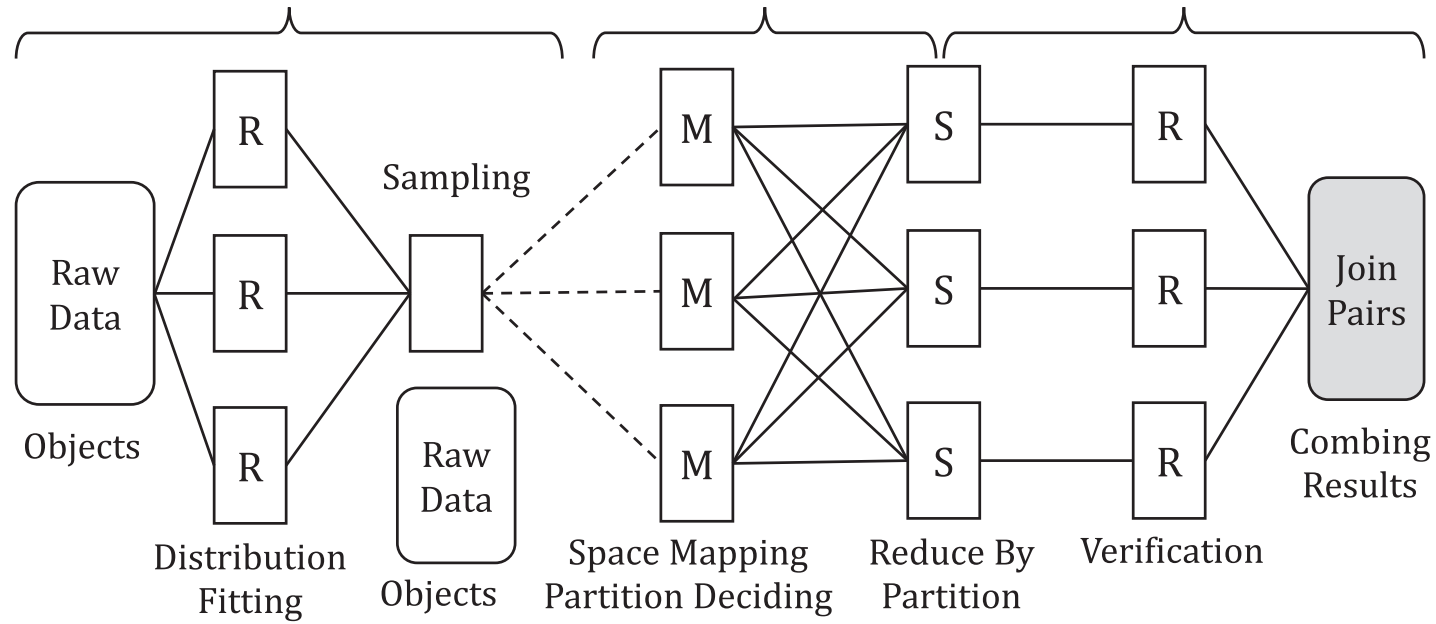 Raw
Data
Objects
R
R
R
Distribution
Fitting
Sampling
Raw
Data
Objects
M
M
M
Space Mapping
Partition Deciding
S
S
S
Reduce By
Partition
R
R
R
Verification
Join
Pairs
Combing
Results